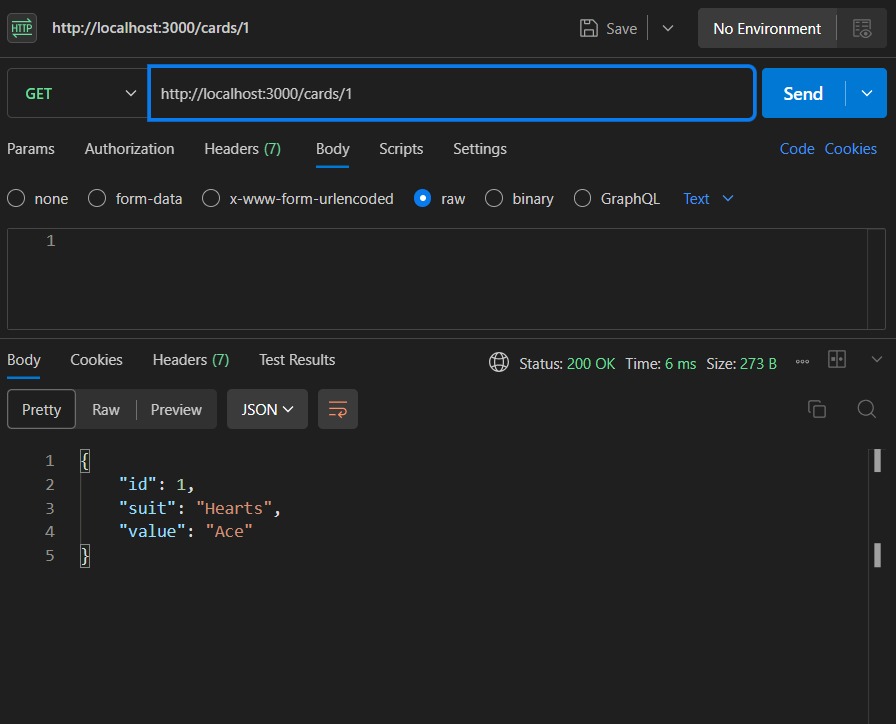 HTTP http://localhost:3000/cards/1 Save No Environment
GET http://localhost:3000/cards/1 Send
Params Authorization Headers (7) Body Scripts Settings Code Cookies
none form-data x-www-form-urlencoded raw binary GraphQL Text
1
Body Cookies Headers (7) Test Results Status: 200 OK Time: 6 ms Size: 273 B
Pretty Raw Preview JSON
1 {
2 "id": 1,
3 "suit": "Hearts",
4 "value": "Ace"
5 }